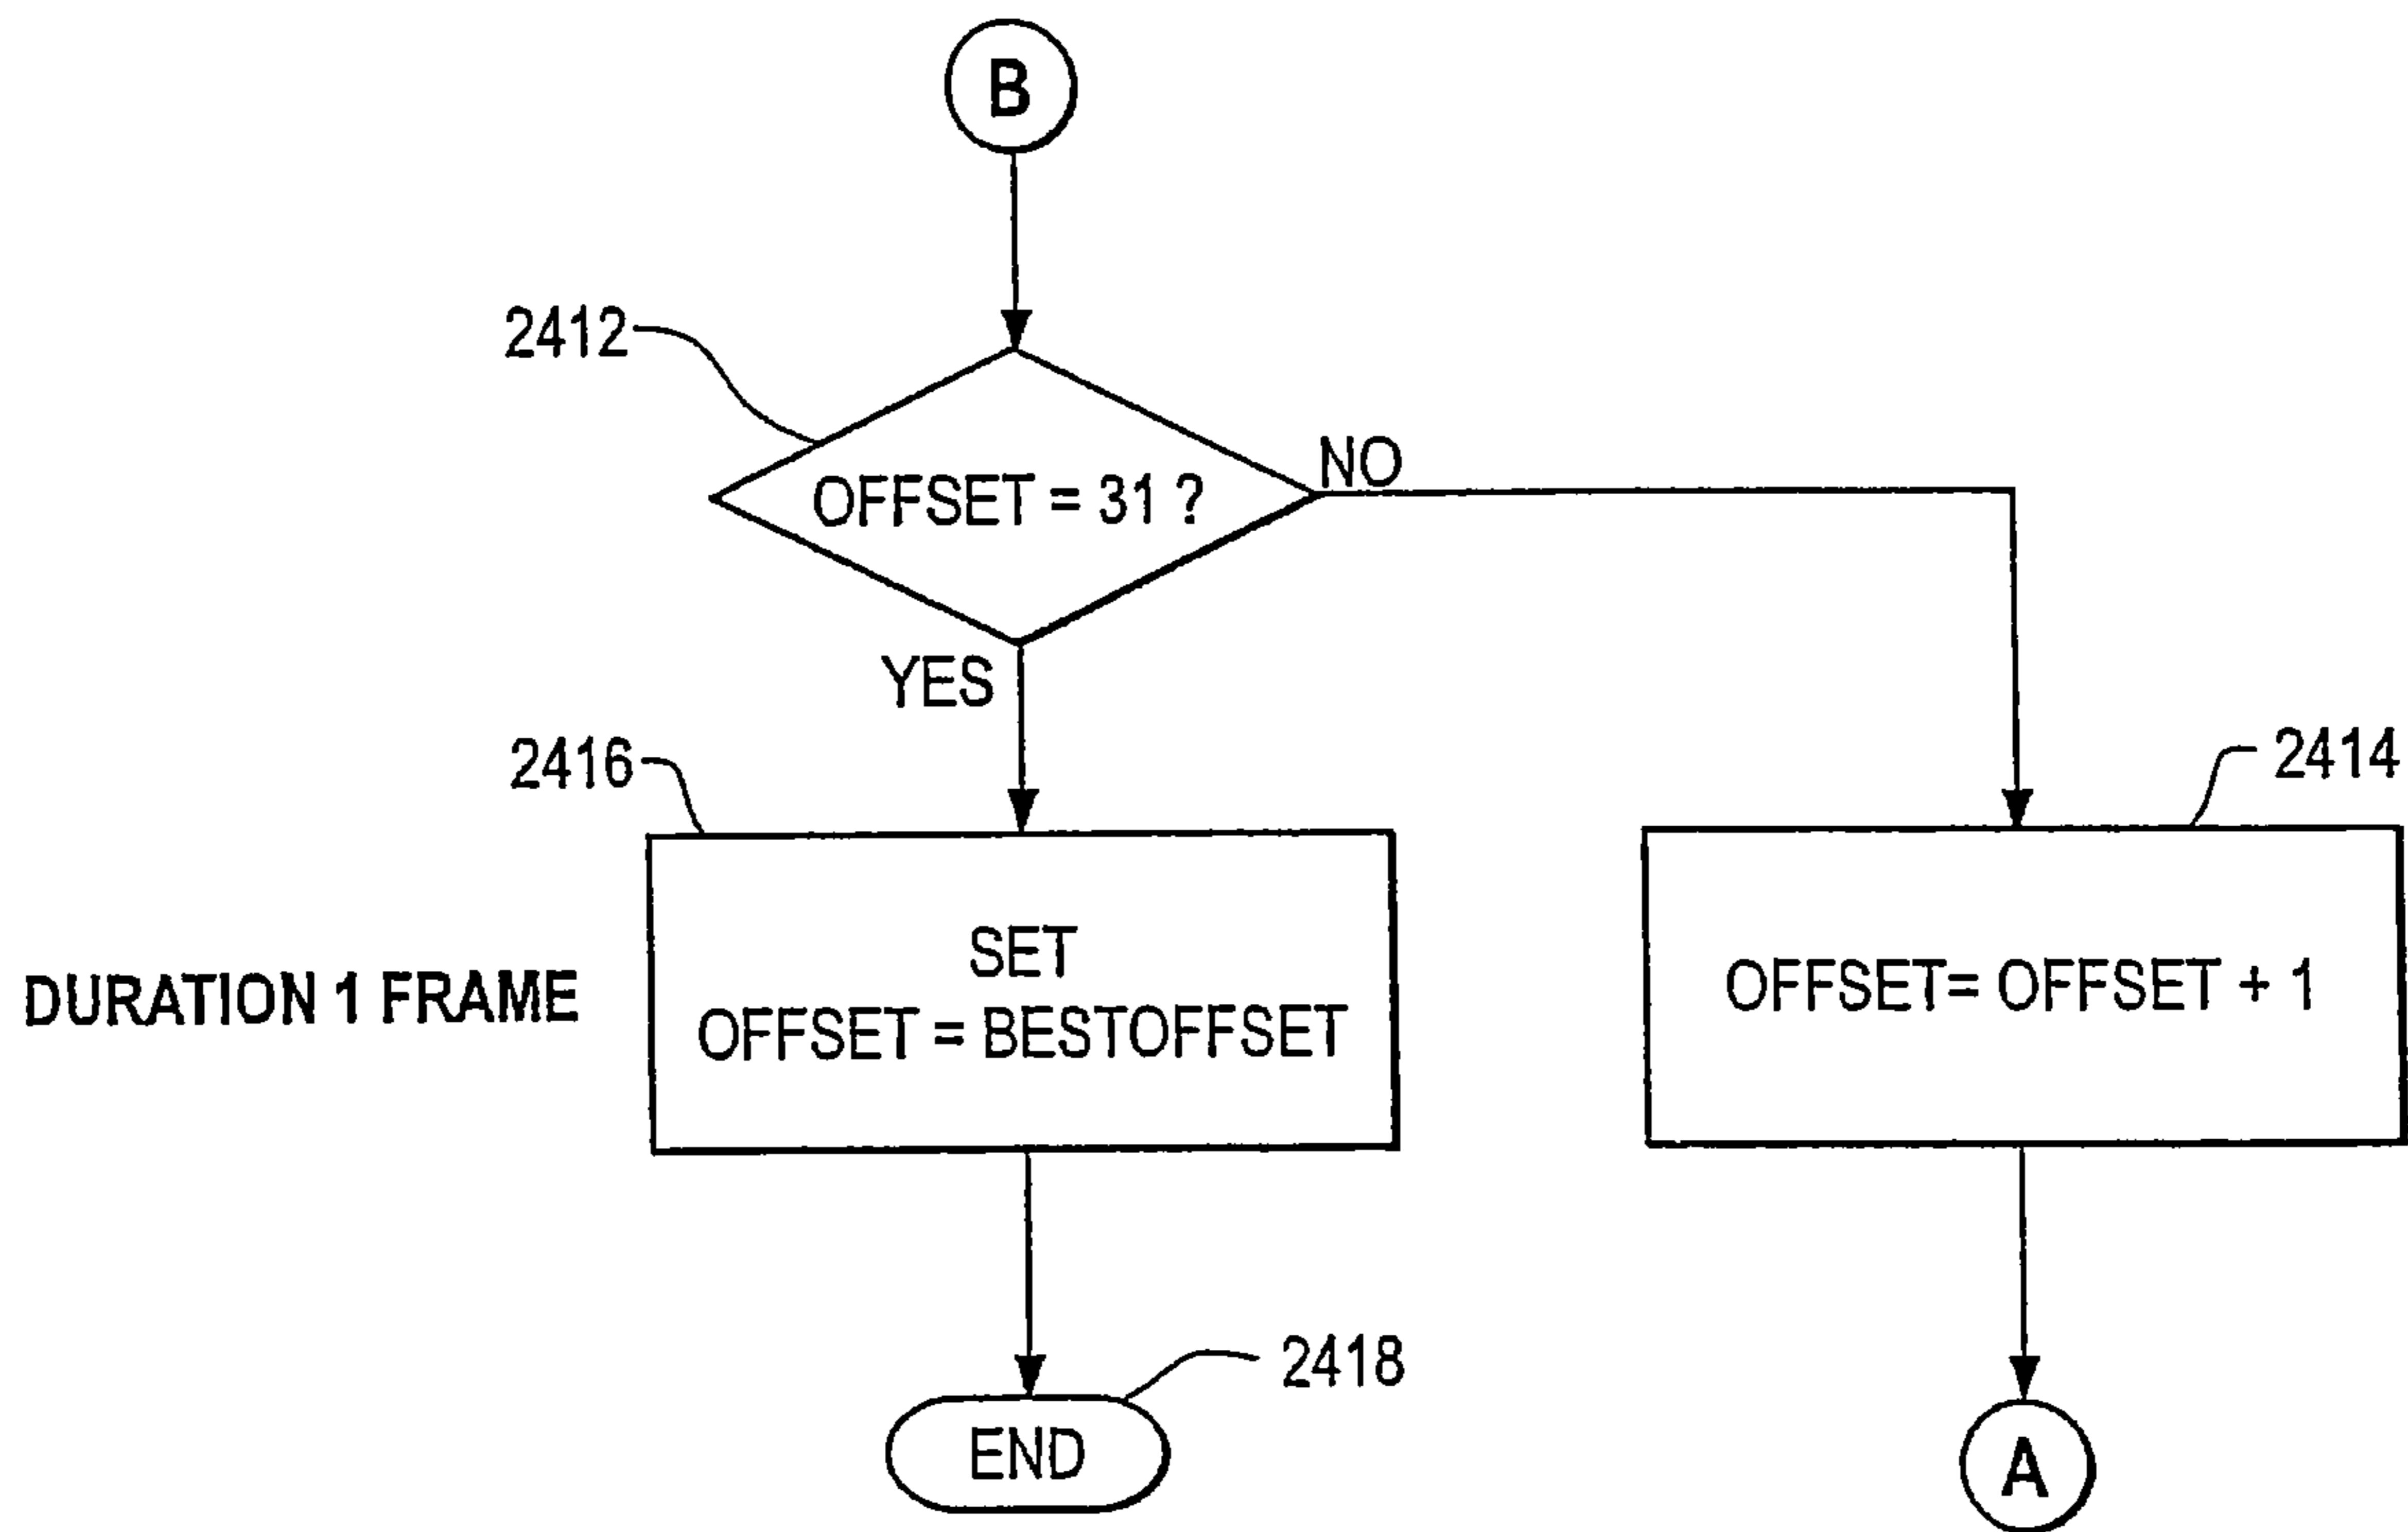 B
2412
OFFSET = 31 ?
NO
YES
2416
2414
SET
OFFSET = BESTOFFSET
OFFSET= OFFSET + 1
DURATION 1 FRAME
2418
END
A